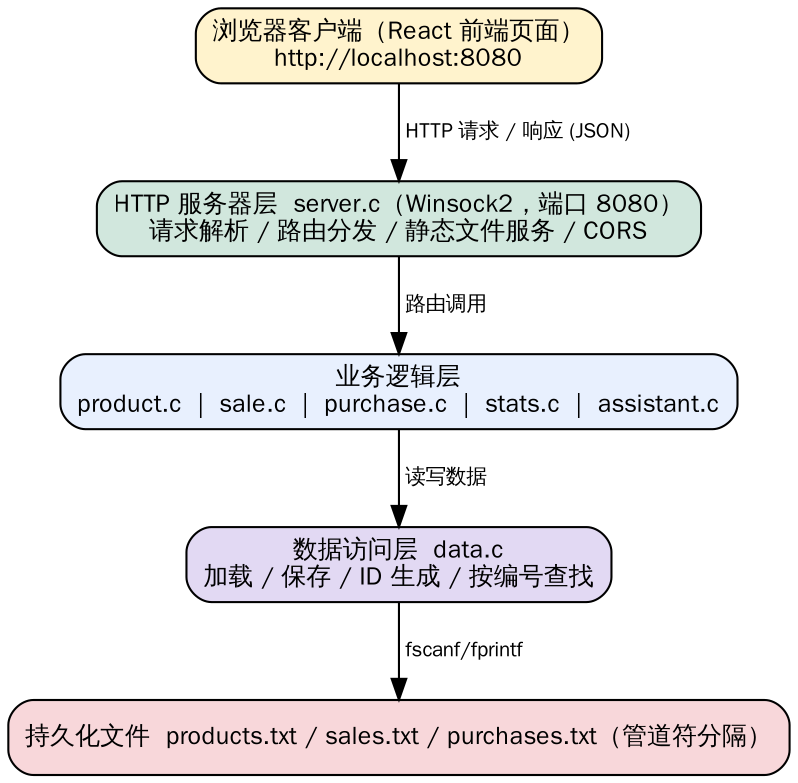 浏览器客户端（React 前端页面）
http://localhost:8080
HTTP 请求 / 响应 (JSON)
HTTP 服务器层  server.c（Winsock2，端口 8080）
请求解析 / 路由分发 / 静态文件服务 / CORS
路由调用
业务逻辑层
product.c  |  sale.c  |  purchase.c  |  stats.c  |  assistant.c
读写数据
数据访问层  data.c
加载 / 保存 / ID 生成 / 按编号查找
fscanf/fprintf
持久化文件  products.txt / sales.txt / purchases.txt（管道符分隔）